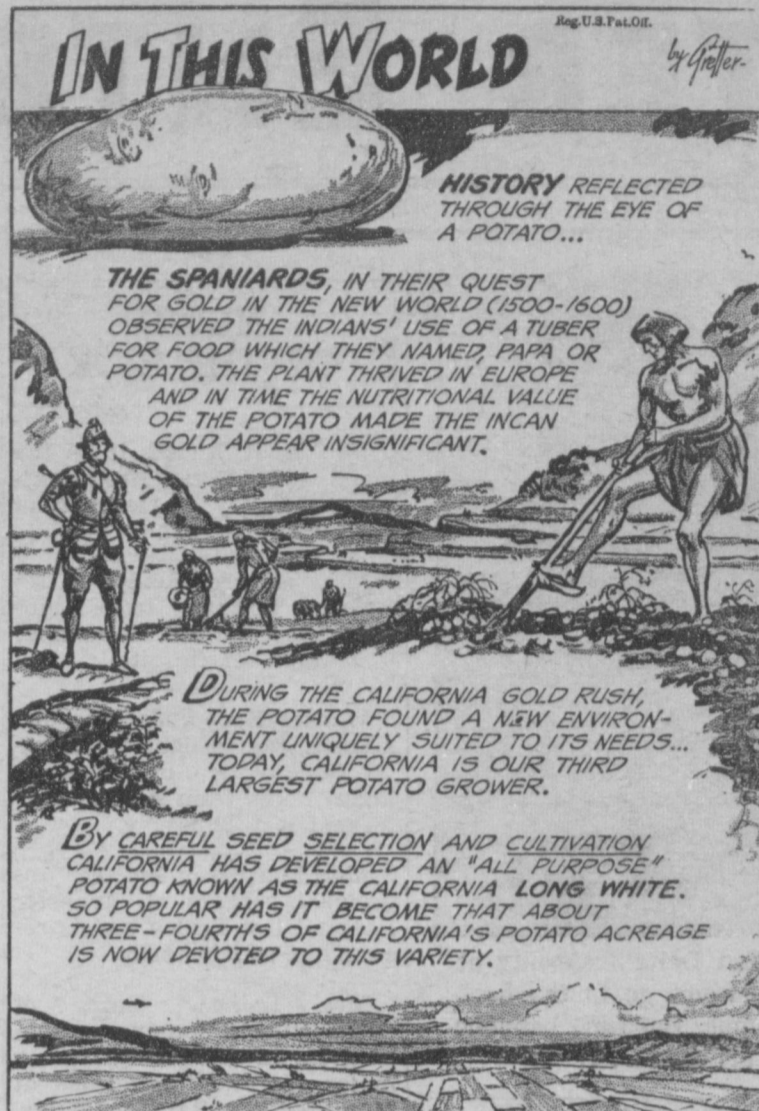 Reg. U.S. Pat. Off.
IN THIS WORLD
by Gretter-
HISTORY REFLECTED
THROUGH THE EYE OF
A POTATO...
THE SPANIARDS, IN THEIR QUEST
FOR GOLD IN THE NEW WORLD (1500-1600)
OBSERVED THE INDIANS' USE OF A TUBER
FOR FOOD WHICH THEY NAMED, PAPA OR
POTATO. THE PLANT THRIVED IN EUROPE
AND IN TIME THE NUTRITIONAL VALUE
OF THE POTATO MADE THE INCAN
GOLD APPEAR INSIGNIFICANT.
DURING THE CALIFORNIA GOLD RUSH,
THE POTATO FOUND A NEW ENVIRON-
MENT UNIQUELY SUITED TO ITS NEEDS...
TODAY, CALIFORNIA IS OUR THIRD
LARGEST POTATO GROWER.
BY CAREFUL SEED SELECTION AND CULTIVATION
CALIFORNIA HAS DEVELOPED AN "ALL PURPOSE"
POTATO KNOWN AS THE CALIFORNIA LONG WHITE.
SO POPULAR HAS IT BECOME THAT ABOUT
THREE-FOURTHS OF CALIFORNIA'S POTATO ACREAGE
IS NOW DEVOTED TO THIS VARIETY.